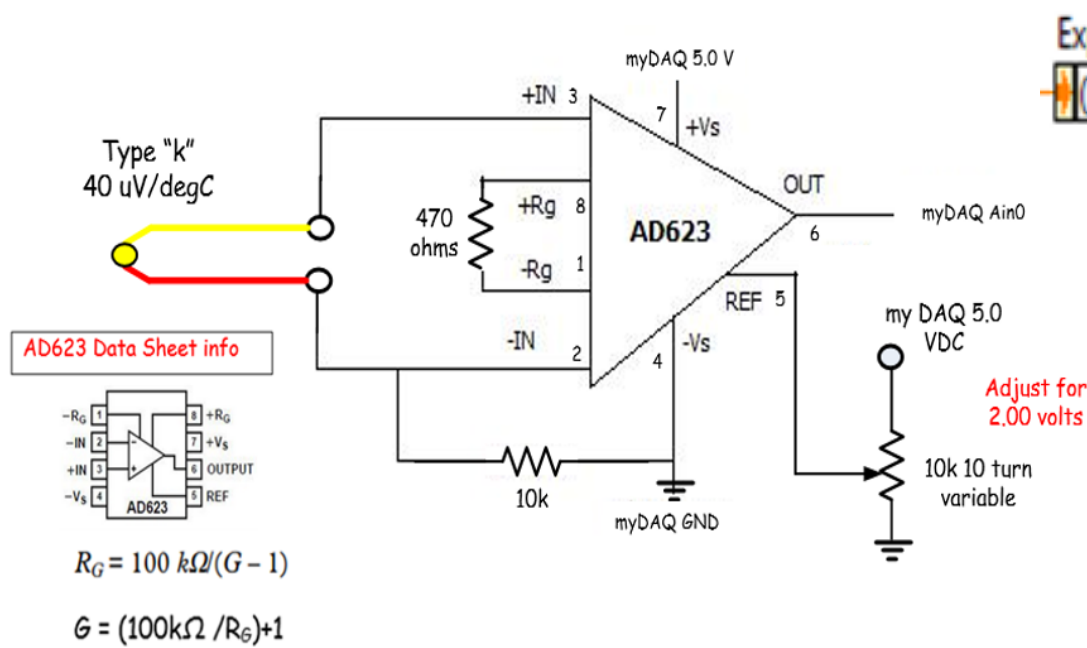 Ex
myDAQ 5.0 V
+IN 3
7
+Vs
Type "k"
40 uV/degC
OUT
470
ohms
+Rg 8
AD623
myDAQ Ain0
6
-Rg 1
REF 5
my DAQ 5.0
VDC
-IN 2
4
-Vs
AD623 Data Sheet info
Adjust for
2.00 volts
−RG 1
8 +RG
−IN 2
7 +VS
+IN 3
6 OUTPUT
−VS 4
5 REF
AD623
10k
10k 10 turn
variable
myDAQ GND
RG = 100 kΩ/(G − 1)
G = (100kΩ /RG)+1